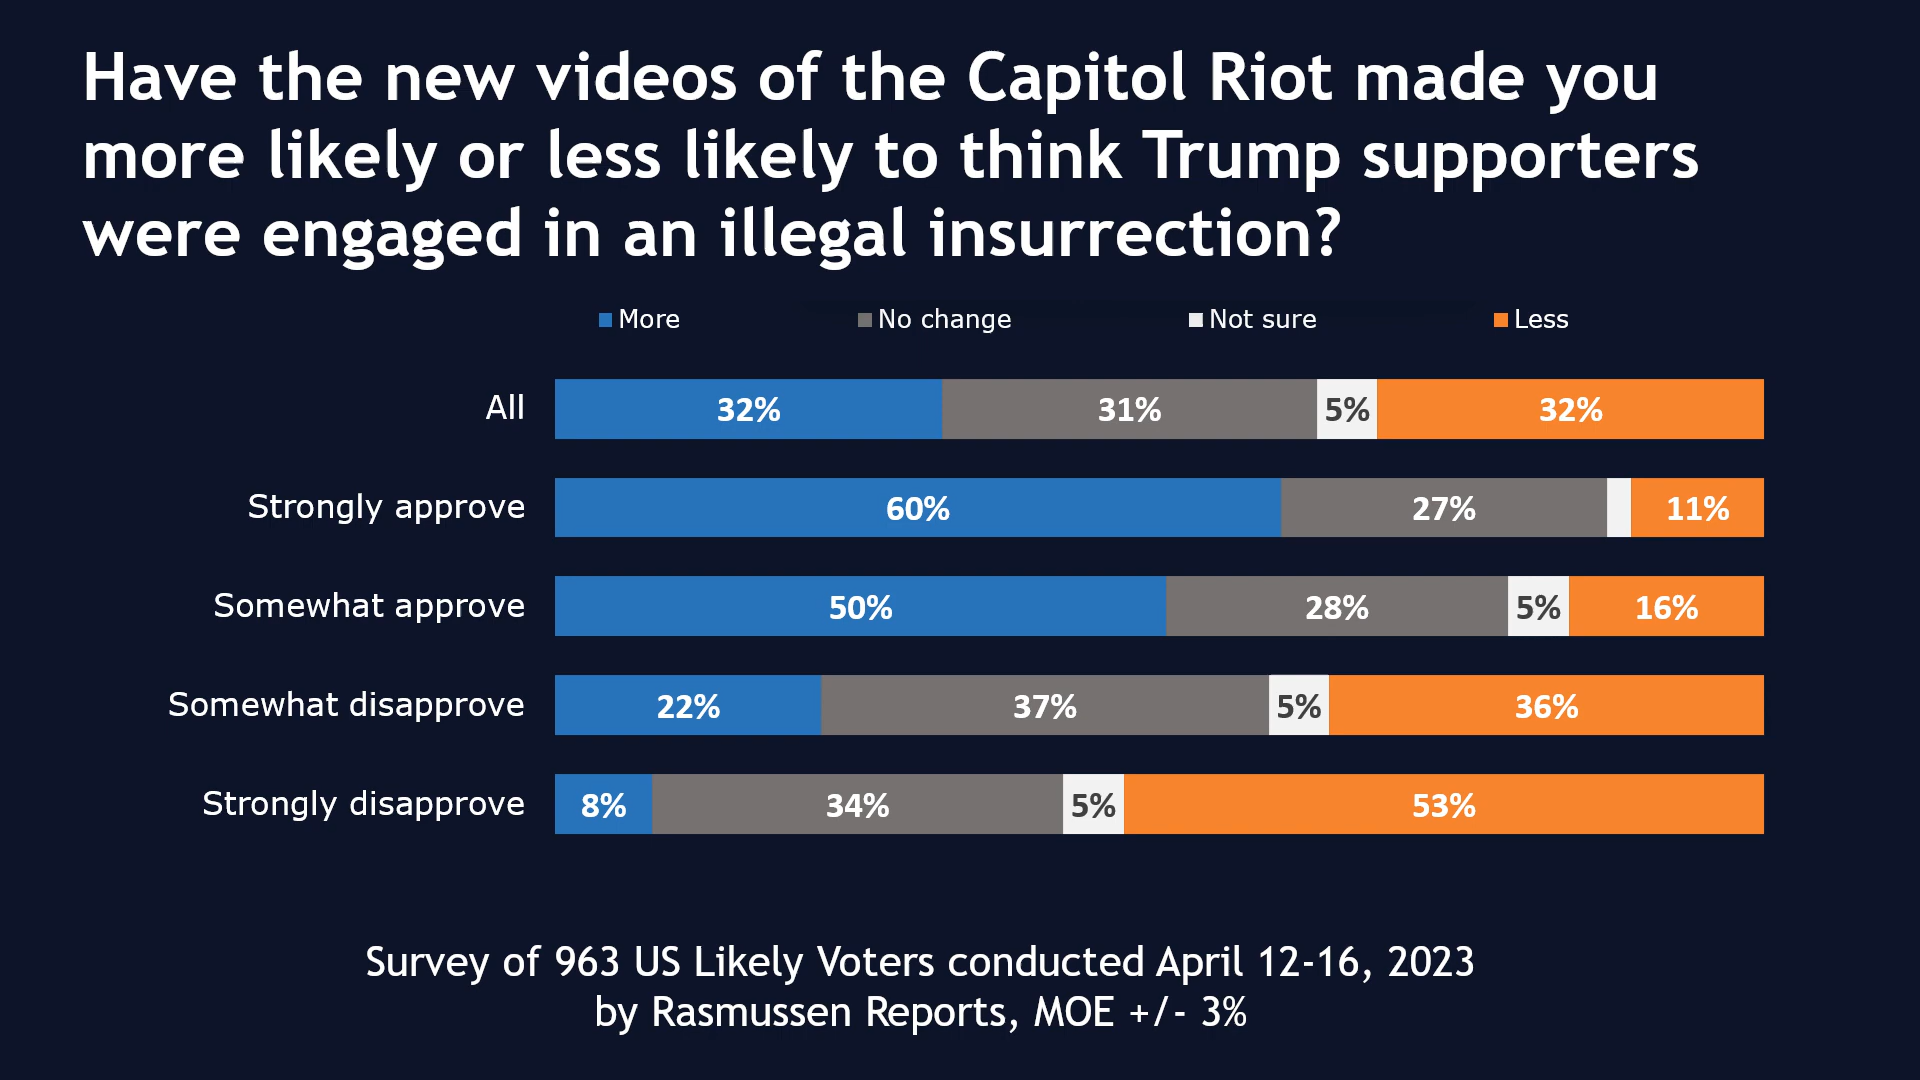 Have the new videos of the Capitol Riot made you
more likely or less likely to think Trump supporters
were engaged in an illegal insurrection?
More No change Not sure Less
All 32% 31% 5% 32%
Strongly approve 60% 27% 11%
Somewhat approve 50% 28% 5% 16%
Somewhat disapprove 22% 37% 5% 36%
Strongly disapprove 8% 34% 5% 53%
Survey of 963 US Likely Voters conducted April 12-16, 2023
by Rasmussen Reports, MOE +/- 3%